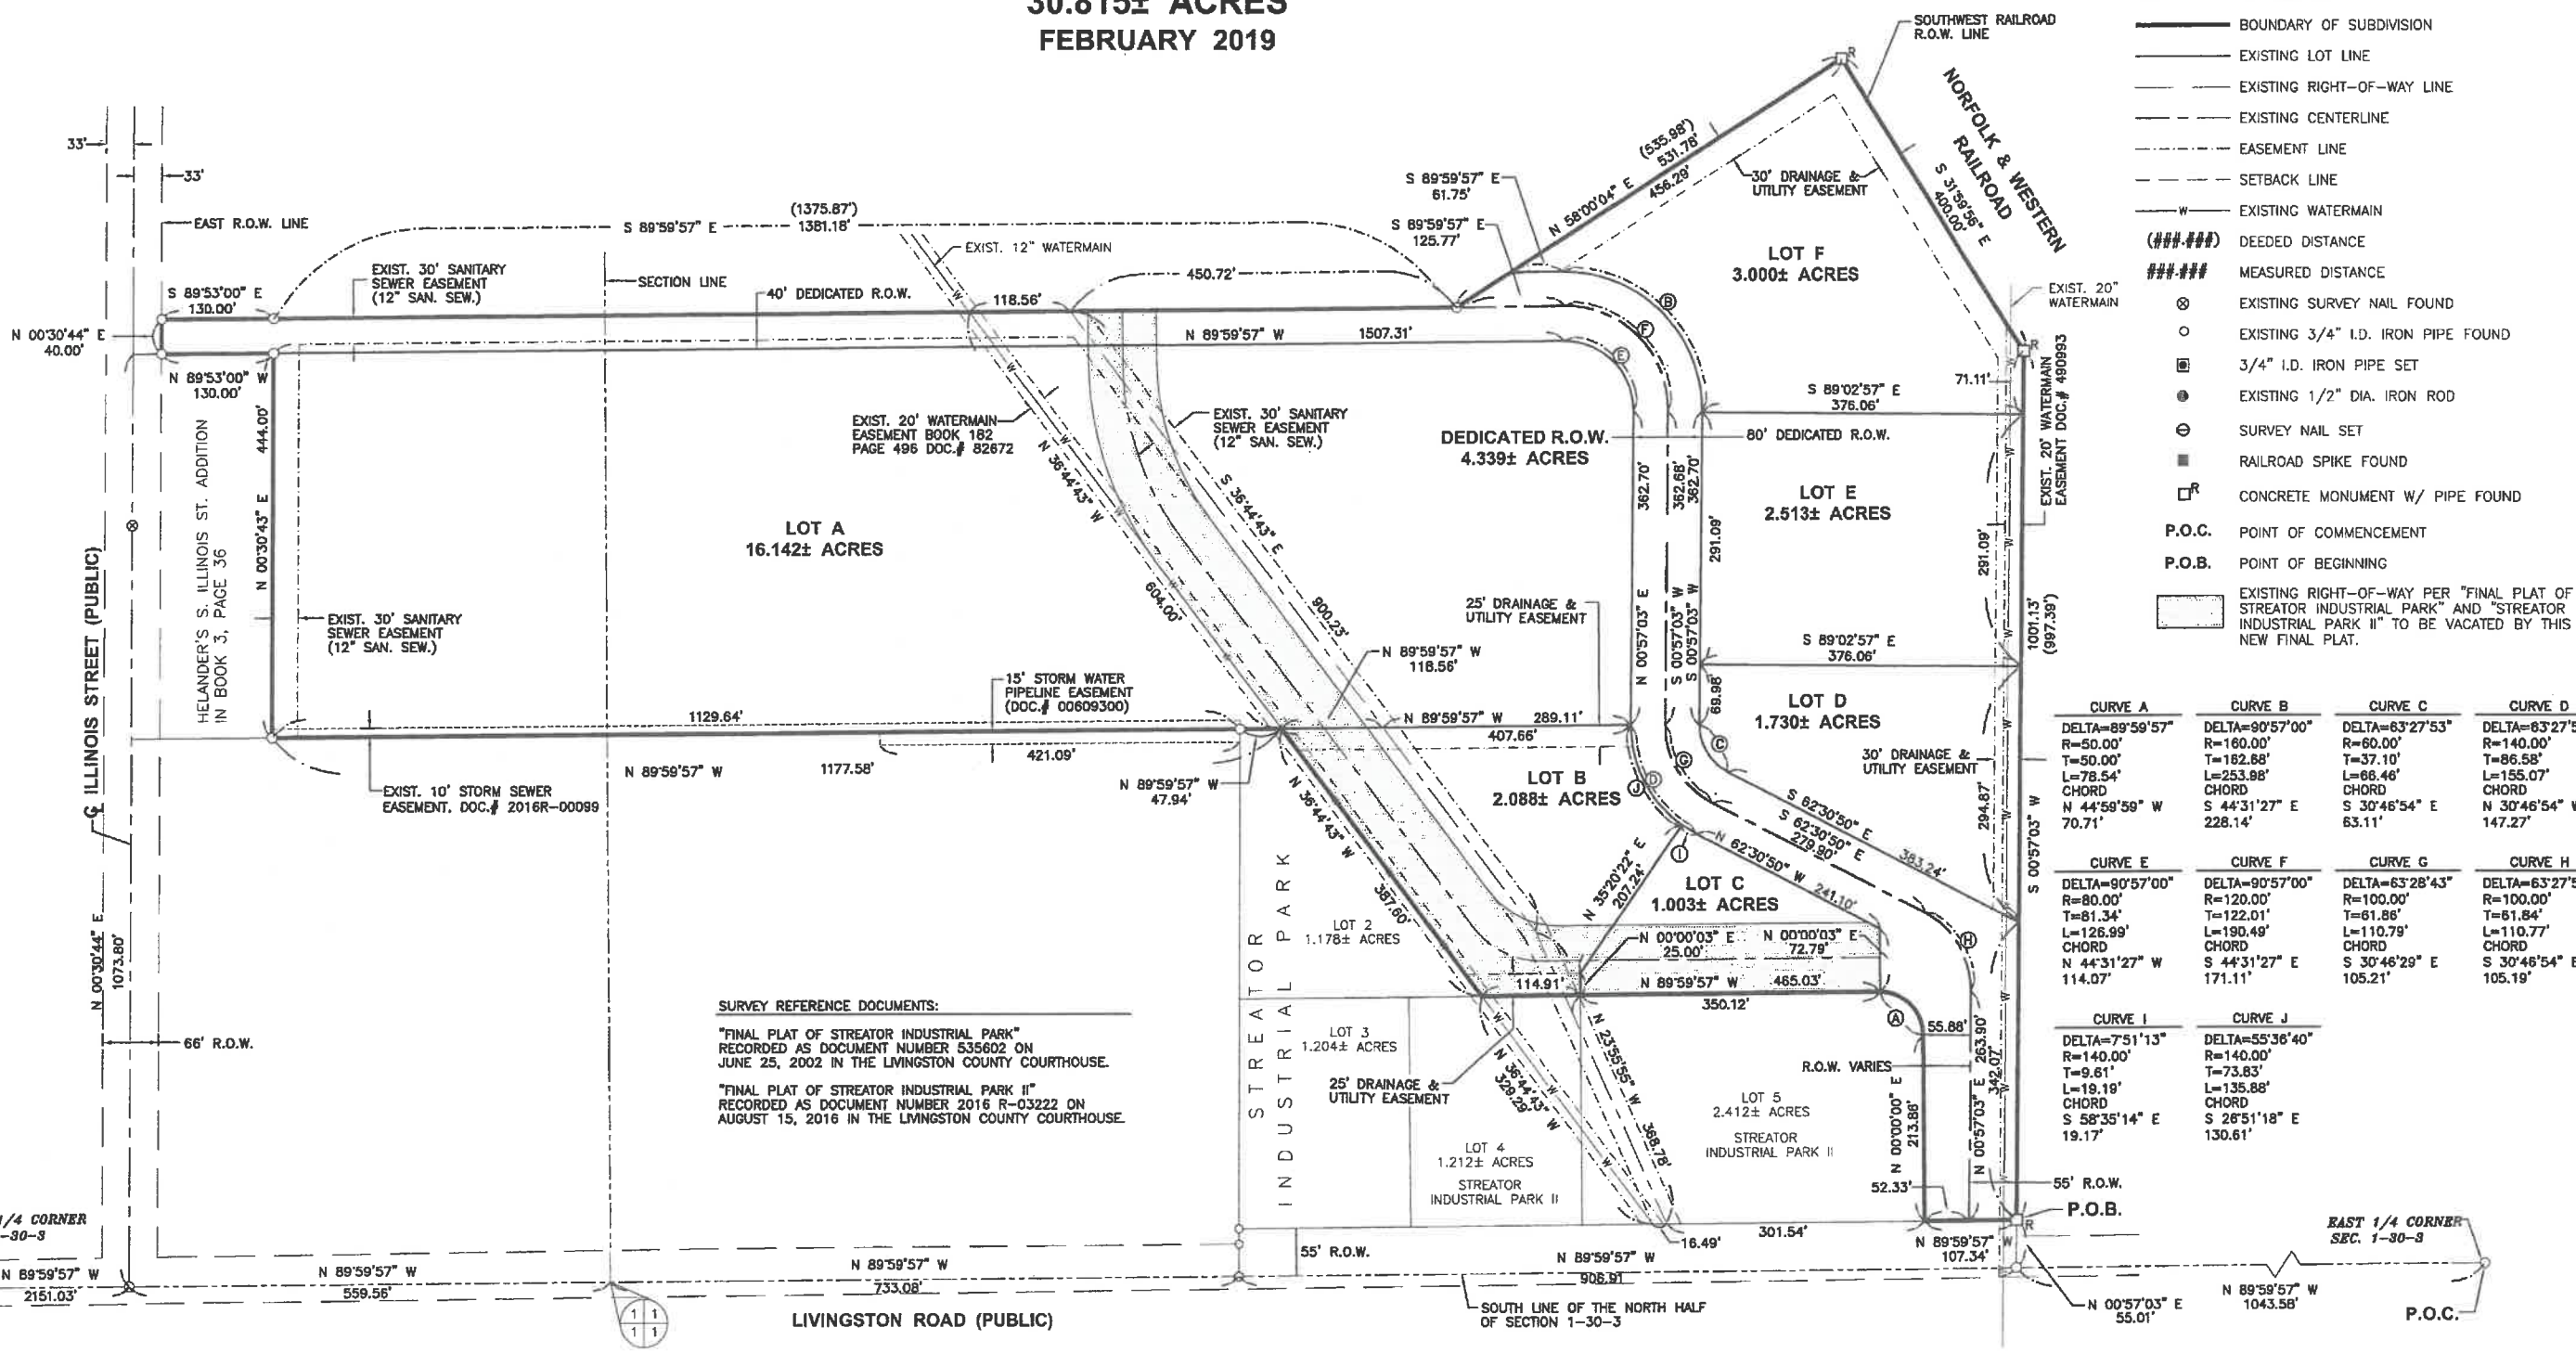 30.815± ACRES
FEBRUARY 2019
SOUTHWEST RAILROAD
R.O.W. LINE
NORFOLK & WESTERN
RAILROAD
S 31°59'56" E
400.00'
R
R
BOUNDARY OF SUBDIVISION
EXISTING LOT LINE
EXISTING RIGHT-OF-WAY LINE
EXISTING CENTERLINE
EASEMENT LINE
SETBACK LINE
W EXISTING WATERMAIN
(###.###) DEEDED DISTANCE
###.### MEASURED DISTANCE
EXISTING SURVEY NAIL FOUND
EXISTING 3/4" I.D. IRON PIPE FOUND
3/4" I.D. IRON PIPE SET
EXISTING 1/2" DIA. IRON ROD
SURVEY NAIL SET
RAILROAD SPIKE FOUND
R CONCRETE MONUMENT W/ PIPE FOUND
P.O.C. POINT OF COMMENCEMENT
P.O.B. POINT OF BEGINNING
EXISTING RIGHT-OF-WAY PER "FINAL PLAT OF
STREATOR INDUSTRIAL PARK" AND "STREATOR
INDUSTRIAL PARK II" TO BE VACATED BY THIS
NEW FINAL PLAT.
33'
33'
EAST R.O.W. LINE
S 89°53'00" E
130.00'
N 00°30'44" E
40.00'
N 89°53'00" W
130.00'
EXIST. 30' SANITARY
SEWER EASEMENT
(12" SAN. SEW.)
S 89°59'57" E
(1375.87')
1381.18'
SECTION LINE
40' DEDICATED R.O.W.
EXIST. 12" WATERMAIN
118.56'
450.72'
N 89°59'57" W 1507.31'
S 89°59'57" E
61.75'
S 89°59'57" E
125.77'
(535.98')
531.78'
N 58°00'04" E
456.29'
30' DRAINAGE &
UTILITY EASEMENT
LOT F
3.000± ACRES
EXIST. 20"
WATERMAIN
EXIST. 20' WATERMAIN
EASEMENT DOC.# 490993
71.11'
B
F
E
S 89°02'57" E
376.06'
DEDICATED R.O.W.
4.339± ACRES
80' DEDICATED R.O.W.
HELANDER'S S. ILLINOIS ST. ADDITION
IN BOOK 3, PAGE 36
N 00°30'43" E 444.00'
EXIST. 20' WATERMAIN
EASEMENT BOOK 182
PAGE 496 DOC.# 82672
EXIST. 30' SANITARY
SEWER EASEMENT
(12" SAN. SEW.)
N 36°44'43" W
604.00'
S 36°44'43" E
900.23'
LOT A
16.142± ACRES
362.70'
362.68'
362.70'
N 00°57'03" E
S 00°57'03" W
S 00°57'03" W
291.09'
LOT E
2.513± ACRES
291.09'
1001.13'
(997.39')
S 89°02'57" E
376.06'
EXIST. 30' SANITARY
SEWER EASEMENT
(12" SAN. SEW.)
25' DRAINAGE &
UTILITY EASEMENT
N 89°59'57" W
118.56'
15' STORM WATER
PIPELINE EASEMENT
(DOC.# 00609300)
1129.64'
421.09'
N 89°59'57" W 1177.58'
N 89°59'57" W
47.94'
EXIST. 10' STORM SEWER
EASEMENT. DOC.# 2016R-00099
N 89°59'57" W 289.11'
407.66'
69.98'
LOT D
1.730± ACRES
30' DRAINAGE &
UTILITY EASEMENT
294.87'
S 00°57'03" W
C
G
D
J
I
H
A
LOT B
2.088± ACRES
N 36°44'43" W
387.60'
N 35°20'22" E
207.24'
S 62°30'50" E
383.24'
S 62°30'50" E
279.90'
N 62°30'50" W 241.10'
LOT C
1.003± ACRES
N 00°00'03" E
25.00'
N 00°00'03" E
72.79'
114.91'
N 89°59'57" W 465.03'
350.12'
₵ ILLINOIS STREET (PUBLIC)
N 00°30'44" E
1073.80'
66' R.O.W.
SURVEY REFERENCE DOCUMENTS:
"FINAL PLAT OF STREATOR INDUSTRIAL PARK"
RECORDED AS DOCUMENT NUMBER 535602 ON
JUNE 25, 2002 IN THE LIVINGSTON COUNTY COURTHOUSE.
"FINAL PLAT OF STREATOR INDUSTRIAL PARK II"
RECORDED AS DOCUMENT NUMBER 2016 R-03222 ON
AUGUST 15, 2016 IN THE LIVINGSTON COUNTY COURTHOUSE.
STREATOR
INDUSTRIAL PARK
LOT 2
1.178± ACRES
LOT 3
1.204± ACRES
25' DRAINAGE &
UTILITY EASEMENT
LOT 4
1.212± ACRES
STREATOR
INDUSTRIAL PARK II
N 36°44'43" W
329.29'
N 23°55'55" W
368.78'
LOT 5
2.412± ACRES
STREATOR
INDUSTRIAL PARK II
R.O.W. VARIES
55.88'
N 00°00'00" E
213.86'
N 00°57'03" E 263.90'
342.07'
52.33'
55' R.O.W.
P.O.B.
R
16.49'
301.54'
N 89°59'57" W
107.34'
55' R.O.W.
N 89°59'57" W
906.91'
SOUTH LINE OF THE NORTH HALF
OF SECTION 1-30-3
N 00°57'03" E
55.01'
EAST 1/4 CORNER
SEC. 1-30-3
N 89°59'57" W
1043.58'
P.O.C.
1/4 CORNER
-30-3
N 89°59'57" W
2151.03'
N 89°59'57" W
559.56'
N 89°59'57" W
733.08'
1 1
1 1
LIVINGSTON ROAD (PUBLIC)
CURVE A CURVE B CURVE C CURVE D
DELTA=89°59'57" DELTA=90°57'00" DELTA=63°27'53" DELTA=63°27'5
R=50.00' R=160.00' R=60.00' R=140.00'
T=50.00' T=162.68' T=37.10' T=86.58'
L=78.54' L=253.98' L=66.46' L=155.07'
CHORD CHORD CHORD CHORD
N 44°59'59" W S 44°31'27" E S 30°46'54" E N 30°46'54" W
70.71' 228.14' 63.11' 147.27'
CURVE E CURVE F CURVE G CURVE H
DELTA=90°57'00" DELTA=90°57'00" DELTA=63°28'43" DELTA=63°27'5
R=80.00' R=120.00' R=100.00' R=100.00'
T=81.34' T=122.01' T=61.86' T=61.84'
L=126.99' L=190.49' L=110.79' L=110.77'
CHORD CHORD CHORD CHORD
N 44°31'27" W S 44°31'27" E S 30°46'29" E S 30°46'54" E
114.07' 171.11' 105.21' 105.19'
CURVE I CURVE J
DELTA=7°51'13" DELTA=55°36'40"
R=140.00' R=140.00'
T=9.61' T=73.83'
L=19.19' L=135.88'
CHORD CHORD
S 58°35'14" E S 26°51'18" E
19.17' 130.61'